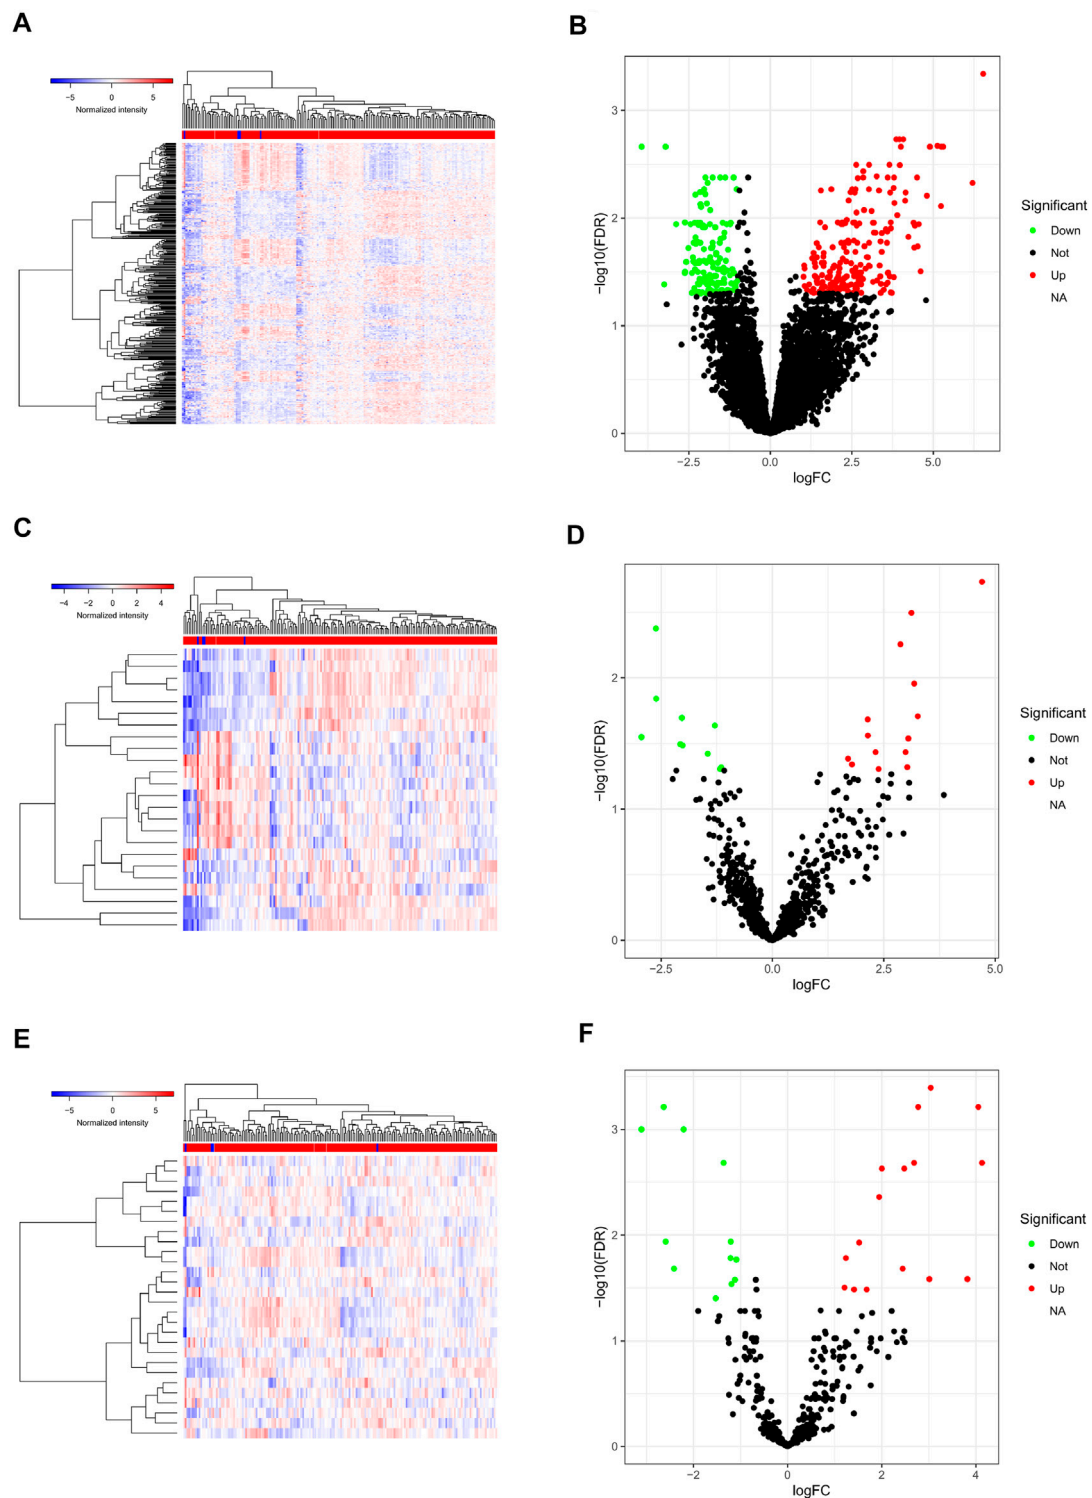 A
−5 0 5
Normalized intensity
B
3
2
1
0
−log10(FDR)
−2.5 0.0 2.5 5.0
logFC
Significant
Down
Not
Up
NA
C
−4 −2 0 2 4
Normalized intensity
D
2
1
0
−log10(FDR)
−2.5 0.0 2.5 5.0
logFC
Significant
Down
Not
Up
NA
E
−5 0 5
Normalized intensity
F
3
2
1
0
−log10(FDR)
−2 0 2 4
logFC
Significant
Down
Not
Up
NA